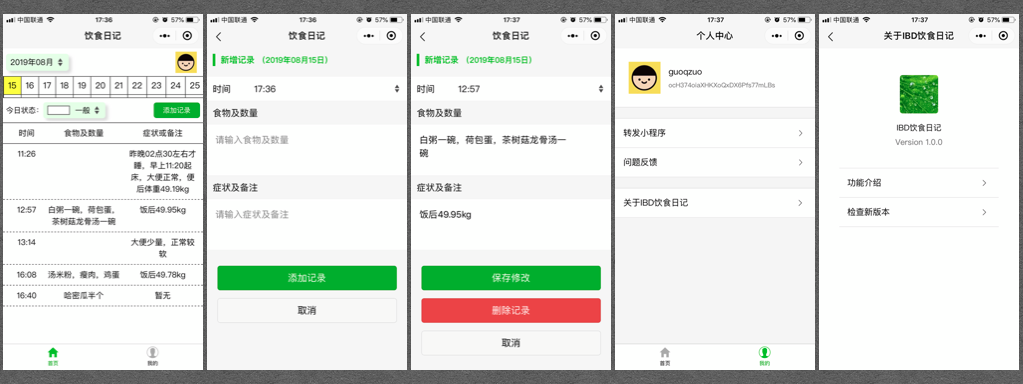 中国联通 17:36 57%
饮食日记
2019年08月
15 16 17 18 19 20 21 22 23 24 25
今日状态： 一般 添加记录
时间 食物及数量 症状或备注
11:26 昨晚02点30左右才
睡，早上11:20起
床，大便正常，便
后体重49.19kg
12:57 白粥一碗，荷包蛋， 饭后49.95kg
茶树菇龙骨汤一碗
13:14 大便少量，正常较
软
16:08 汤米粉，瘦肉，鸡蛋 饭后49.78kg
16:40 哈密瓜半个 暂无
首页 我的
中国联通 17:36 57%
饮食日记
新增记录 （2019年08月15日）
时间 17:36
食物及数量
请输入食物及数量
症状及备注
请输入症状及备注
添加记录
取消
中国联通 17:37 57%
饮食日记
新增记录 （2019年08月15日）
时间 12:57
食物及数量
白粥一碗，荷包蛋，茶树菇龙骨汤一
碗
症状及备注
饭后49.95kg
保存修改
删除记录
取消
中国联通 17:37 57%
个人中心
guoqzuo
转发小程序
问题反馈
关于IBD饮食日记
首页 我的
中国联通 17:37 57%
关于IBD饮食日记
IBD饮食日记
Version 1.0.0
功能介绍
检查新版本